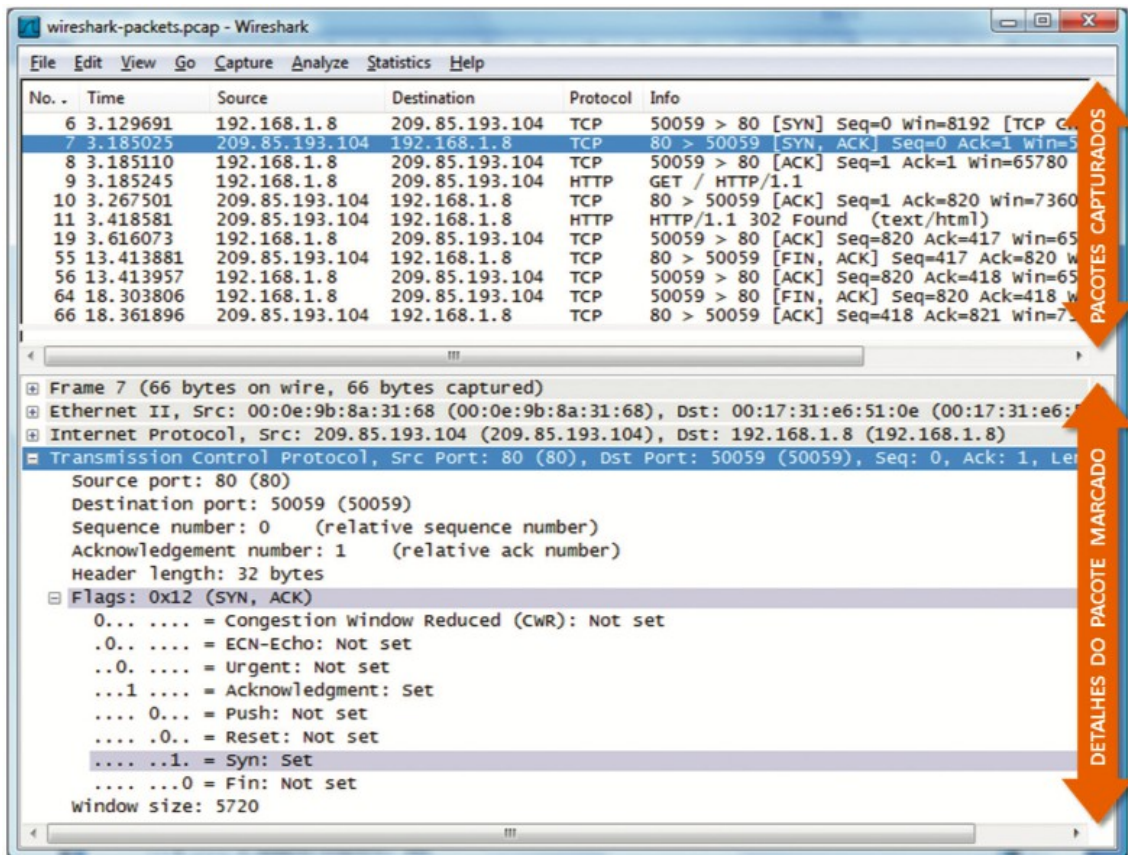 wireshark-packets.pcap - Wireshark
File Edit View Go Capture Analyze Statistics Help
No. . Time Source Destination Protocol Info
6 3.129691 192.168.1.8 209.85.193.104 TCP 50059 > 80 [SYN] Seq=0 Win=8192 [TCP
7 3.185025 209.85.193.104 192.168.1.8 TCP 80 > 50059 [SYN, ACK] Seq=0 Ack=1 Win=5
8 3.185110 192.168.1.8 209.85.193.104 TCP 50059 > 80 [ACK] Seq=1 Ack=1 Win=65780
9 3.185245 192.168.1.8 209.85.193.104 HTTP GET / HTTP/1.1
10 3.267501 209.85.193.104 192.168.1.8 TCP 80 > 50059 [ACK] Seq=1 Ack=820 Win=7360
11 3.418581 209.85.193.104 192.168.1.8 HTTP HTTP/1.1 302 Found (text/html)
19 3.616073 192.168.1.8 209.85.193.104 TCP 50059 > 80 [ACK] Seq=820 Ack=417 Win=65
55 13.413881 209.85.193.104 192.168.1.8 TCP 80 > 50059 [FIN, ACK] Seq=417 Ack=820 W
56 13.413957 192.168.1.8 209.85.193.104 TCP 50059 > 80 [ACK] Seq=820 Ack=418 Win=65
64 18.303806 192.168.1.8 209.85.193.104 TCP 50059 > 80 [FIN, ACK] Seq=820 Ack=418 W
66 18.361896 209.85.193.104 192.168.1.8 TCP 80 > 50059 [ACK] Seq=418 Ack=821 Win=73
PACOTES CAPTURADOS
Frame 7 (66 bytes on wire, 66 bytes captured)
Ethernet II, Src: 00:0e:9b:8a:31:68 (00:0e:9b:8a:31:68), Dst: 00:17:31:e6:51:0e (00:17:31:e6:
Internet Protocol, Src: 209.85.193.104 (209.85.193.104), Dst: 192.168.1.8 (192.168.1.8)
Transmission Control Protocol, Src Port: 80 (80), Dst Port: 50059 (50059), Seq: 0, Ack: 1, Len
Source port: 80 (80)
Destination port: 50059 (50059)
Sequence number: 0 (relative sequence number)
Acknowledgement number: 1 (relative ack number)
Header length: 32 bytes
Flags: 0x12 (SYN, ACK)
0... .... = Congestion Window Reduced (CWR): Not set
.0.. .... = ECN-Echo: Not set
..0. .... = Urgent: Not set
...1 .... = Acknowledgment: Set
.... 0... = Push: Not set
.... .0.. = Reset: Not set
.... ..1. = Syn: Set
.... ...0 = Fin: Not set
Window size: 5720
DETALHES DO PACOTE MARCADO